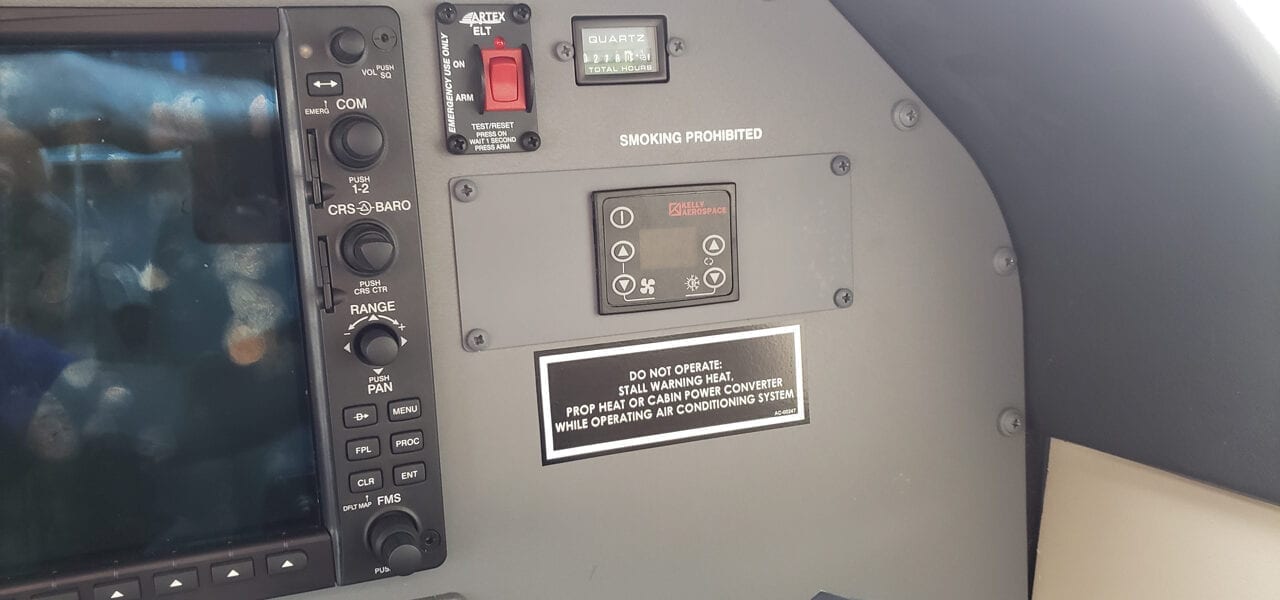 VOL PUSH
SQ
EMERG
COM
PUSH
1-2
CRS BARO
PUSH
CRS CTR
RANGE
- +
PUSH
PAN
D MENU
FPL PROC
CLR ENT
DFLT MAP FMS
ARTEX
ELT
EMERGENCY USE ONLY
ON
ARM
TEST/RESET
PRESS ON
WAIT 1 SECOND
PRESS ARM
QUARTZ
TOTAL HOURS
SMOKING PROHIBITED
KELLY
AEROSPACE
DO NOT OPERATE:
STALL WARNING HEAT,
PROP HEAT OR CABIN POWER CONVERTER
WHILE OPERATING AIR CONDITIONING SYSTEM